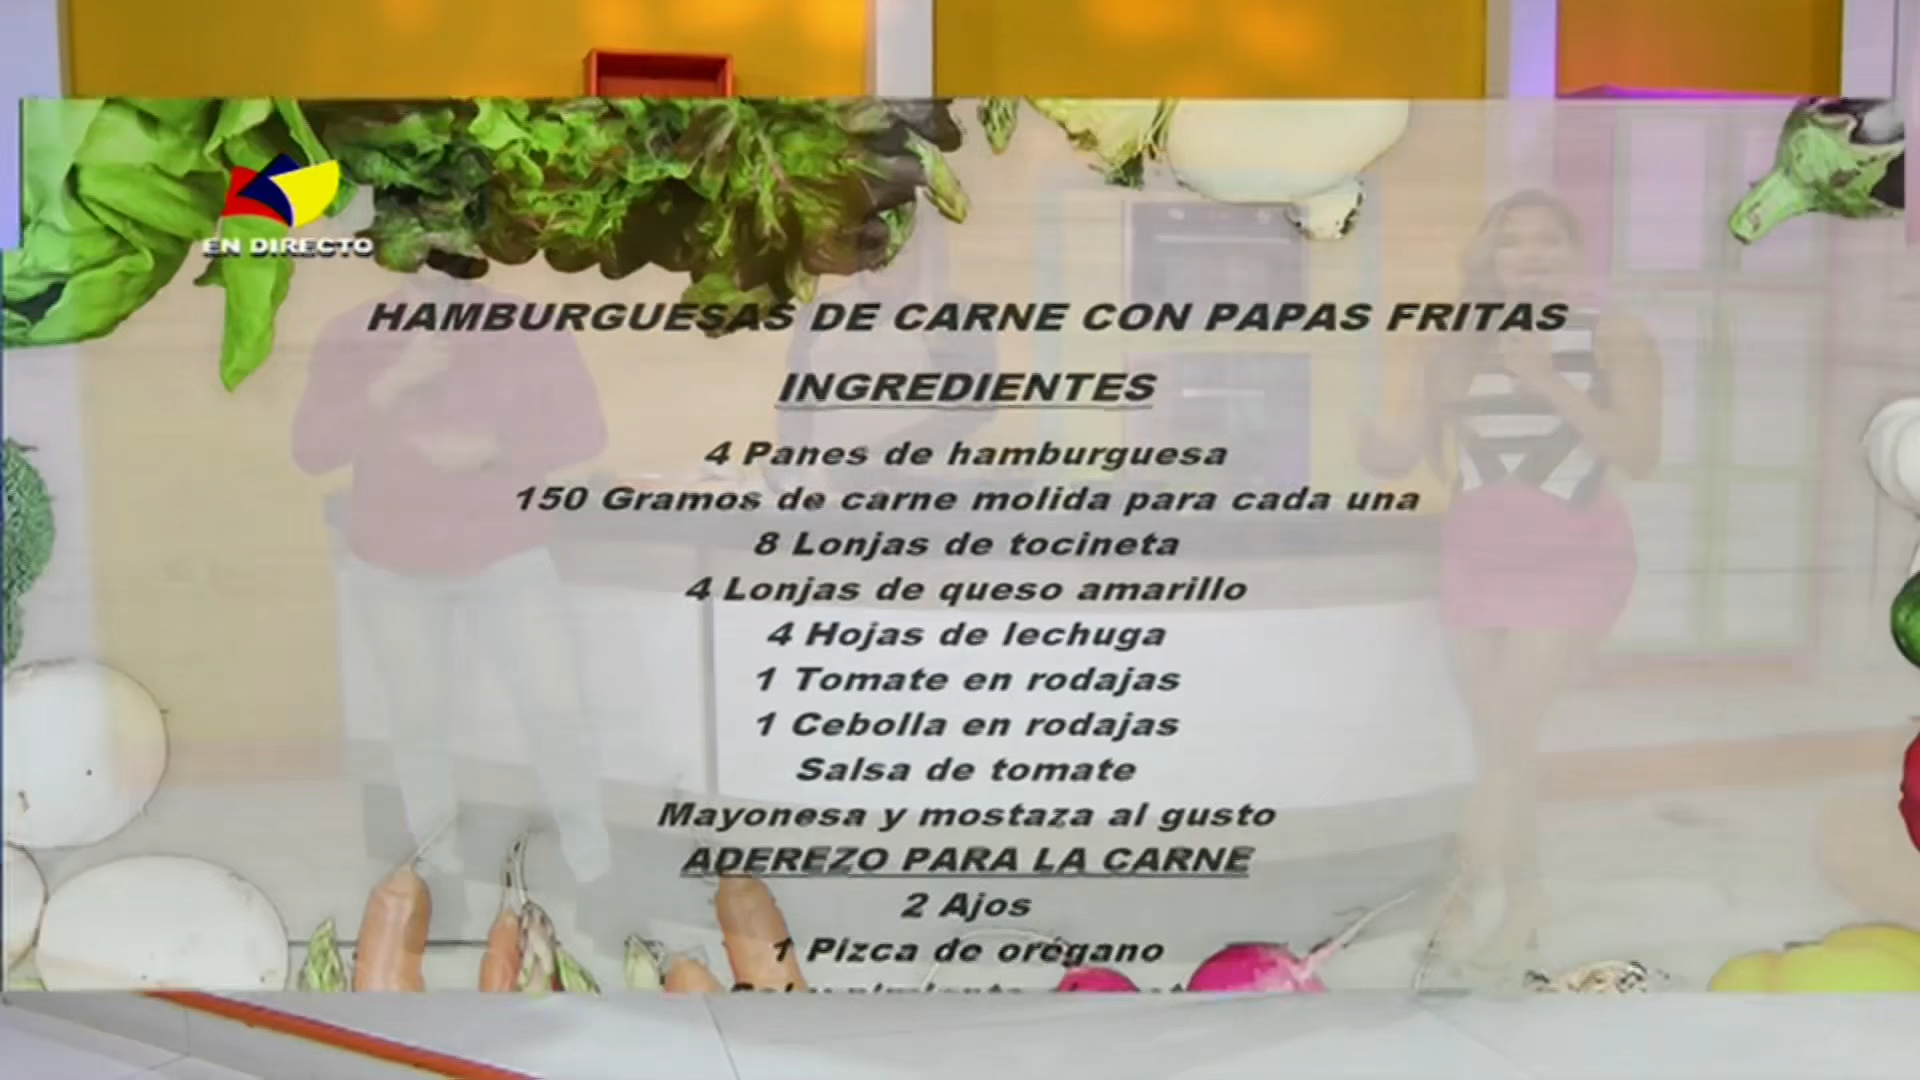 EN DIRECTO
HAMBURGUESAS DE CARNE CON PAPAS FRITAS
INGREDIENTES
4 Panes de hamburguesa
150 Gramos de carne molida para cada una
8 Lonjas de tocineta
4 Lonjas de queso amarillo
4 Hojas de lechuga
1 Tomate en rodajas
1 Cebolla en rodajas
Salsa de tomate
Mayonesa y mostaza al gusto
ADEREZO PARA LA CARNE
2 Ajos
1 Pizca de orégano